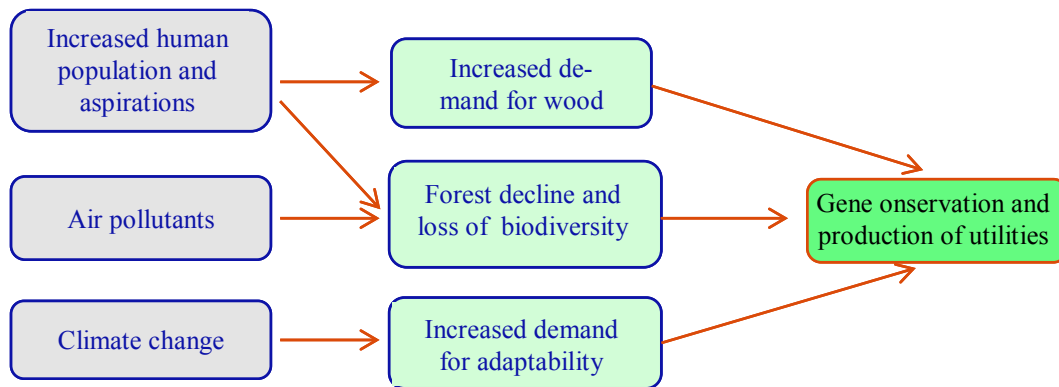 Increased human
population and
aspirations
Increased de-
mand for wood
Air pollutants
Forest decline and
loss of biodiversity
Gene onservation and
production of utilities
Climate change
Increased demand
for adaptability